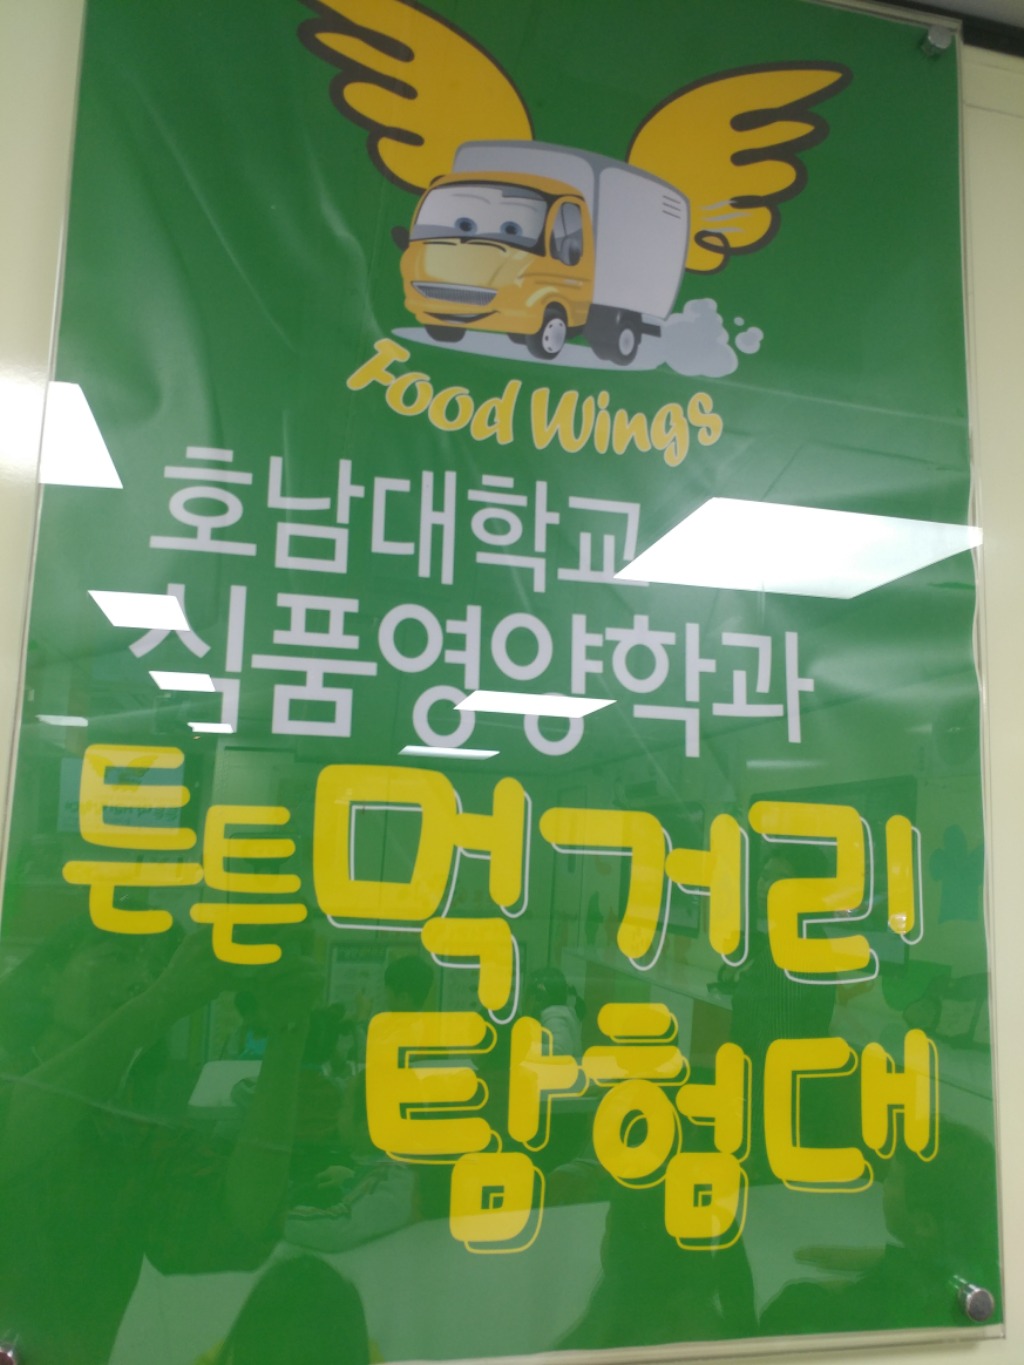 Food Wings
호남대학교
식품영양학과
튼튼먹거리
탐험대